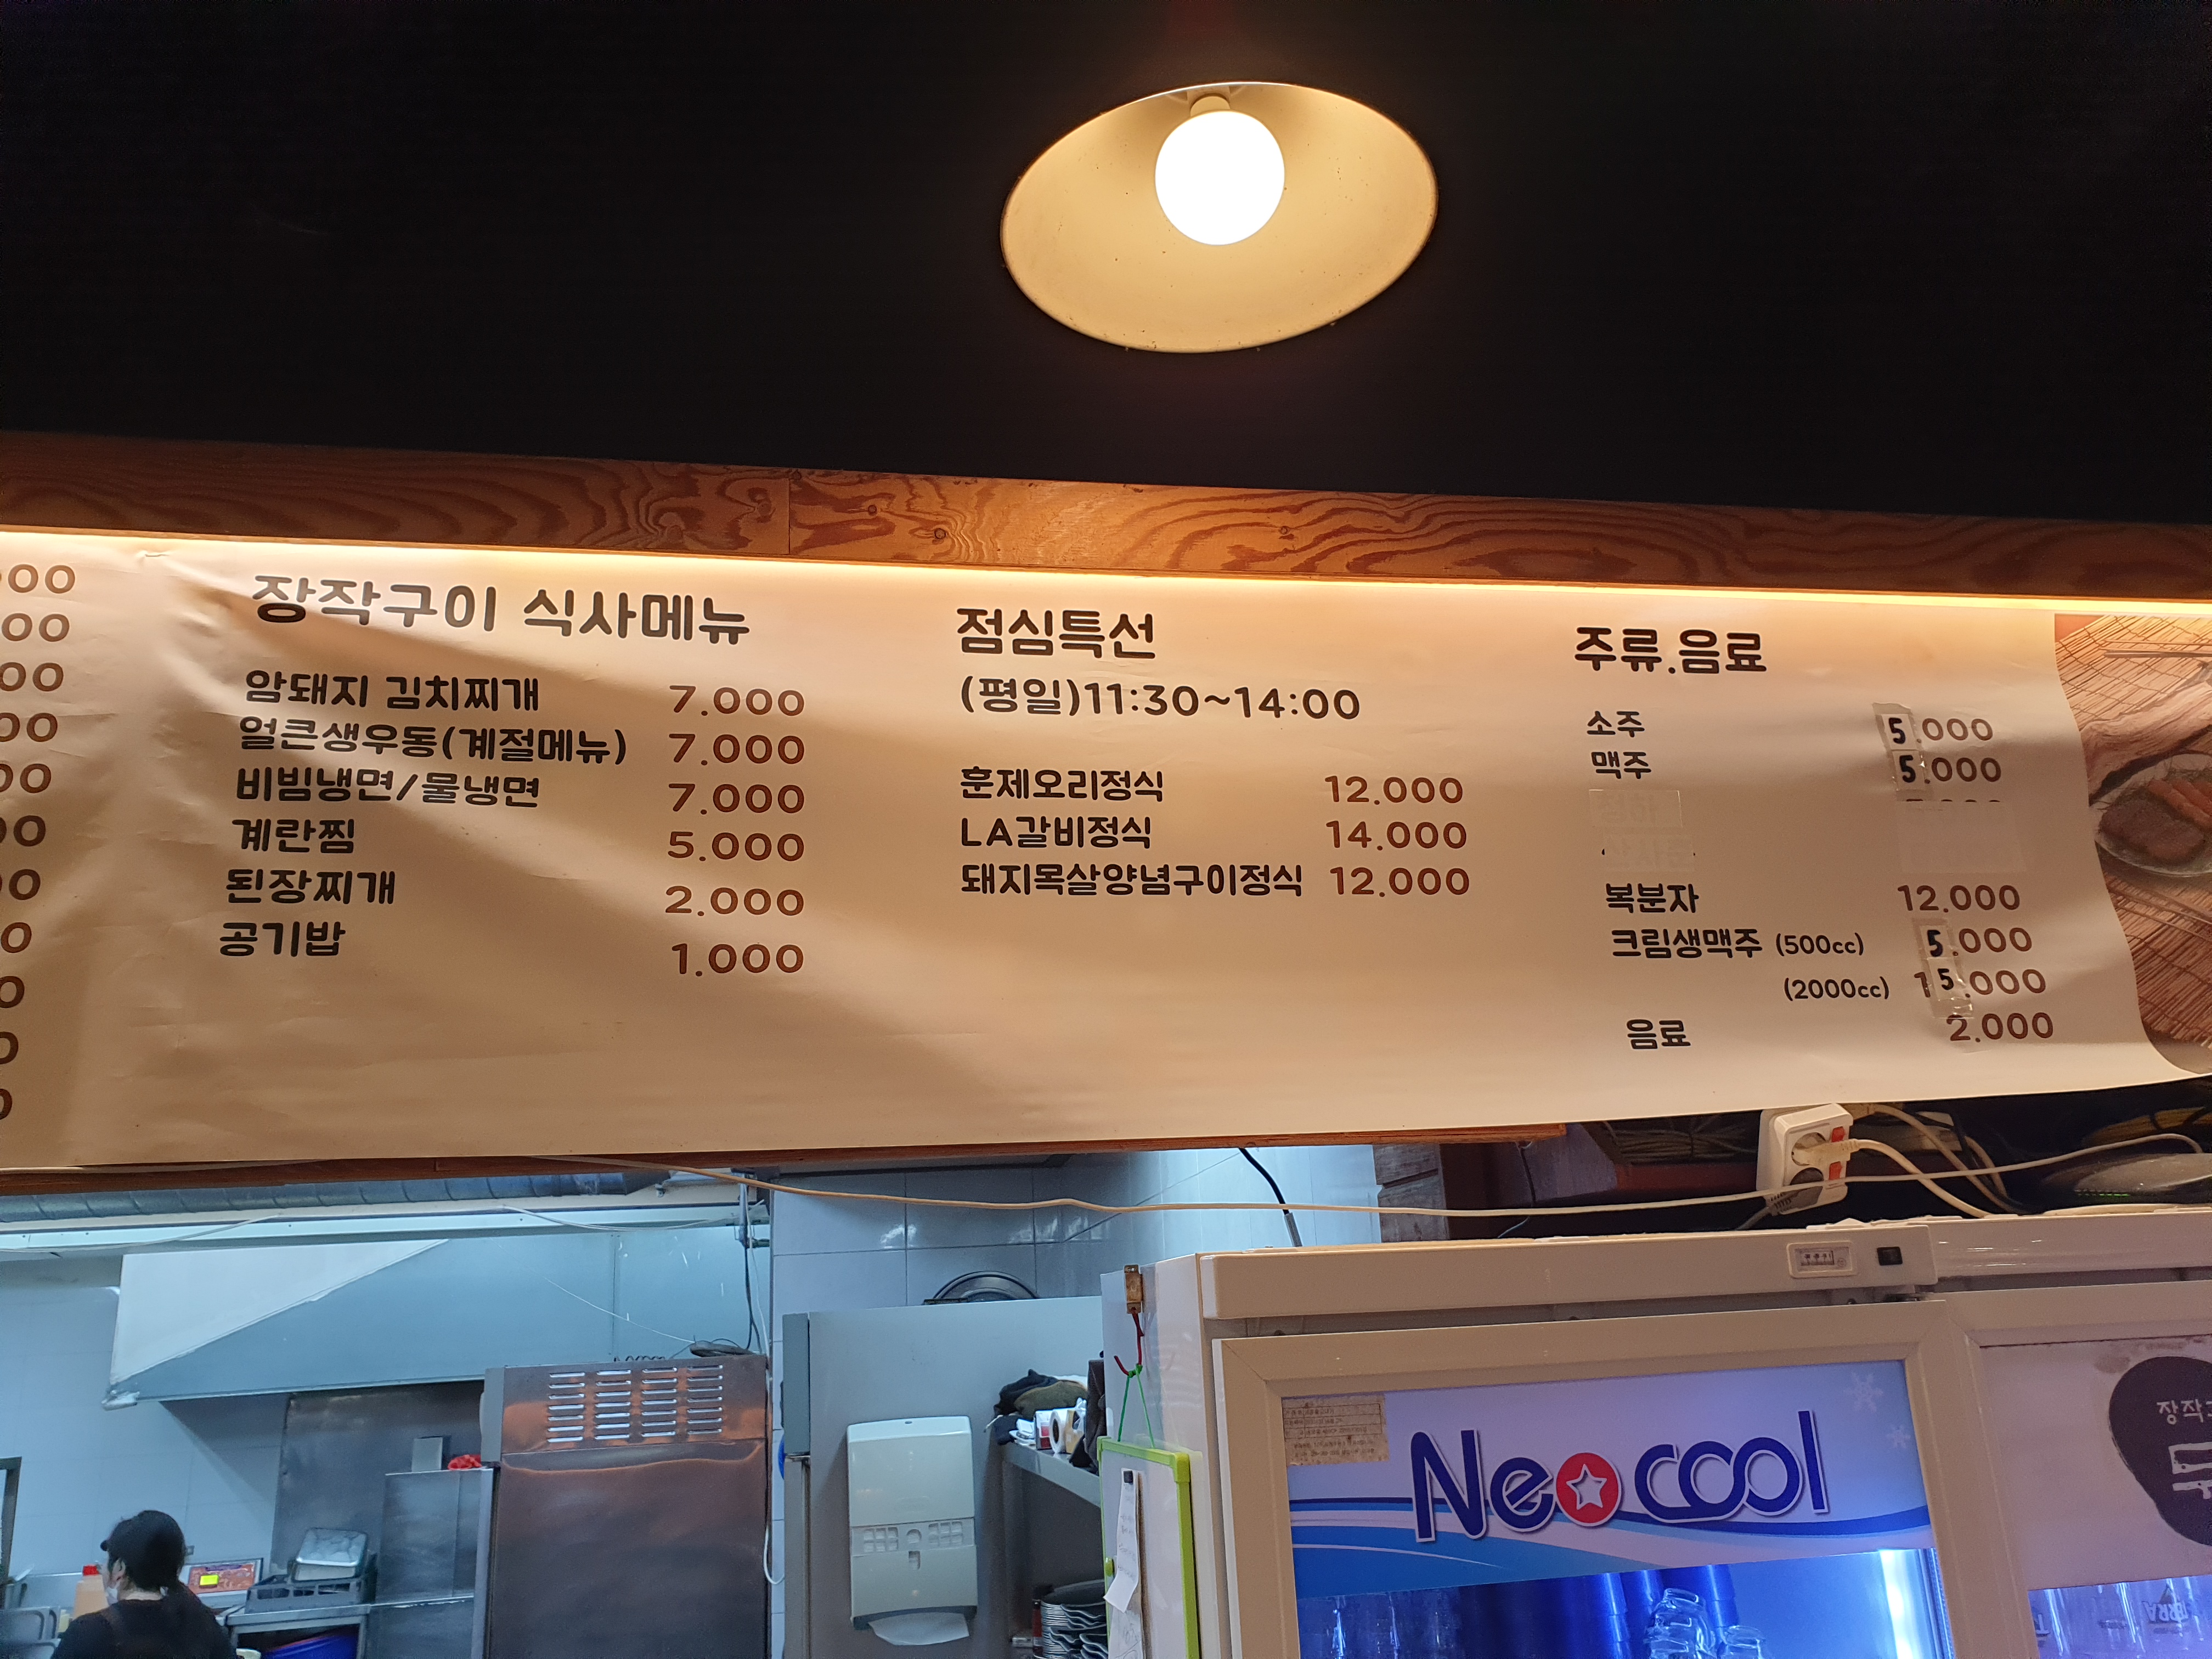 장작구이 식사메뉴
암돼지 김치찌개 7.000
얼큰생우동(계절메뉴) 7.000
비빔냉면/물냉면 7.000
계란찜 5.000
된장찌개 2.000
공기밥 1.000
점심특선
(평일)11:30~14:00
훈제오리정식 12.000
LA갈비정식 14.000
돼지목살양념구이정식 12.000
주류.음료
소주 5.000
맥주 5.000
복분자 12.000
크림생맥주 (500cc) 5.000
(2000cc) 15.000
음료 2.000
Neo cool
장작